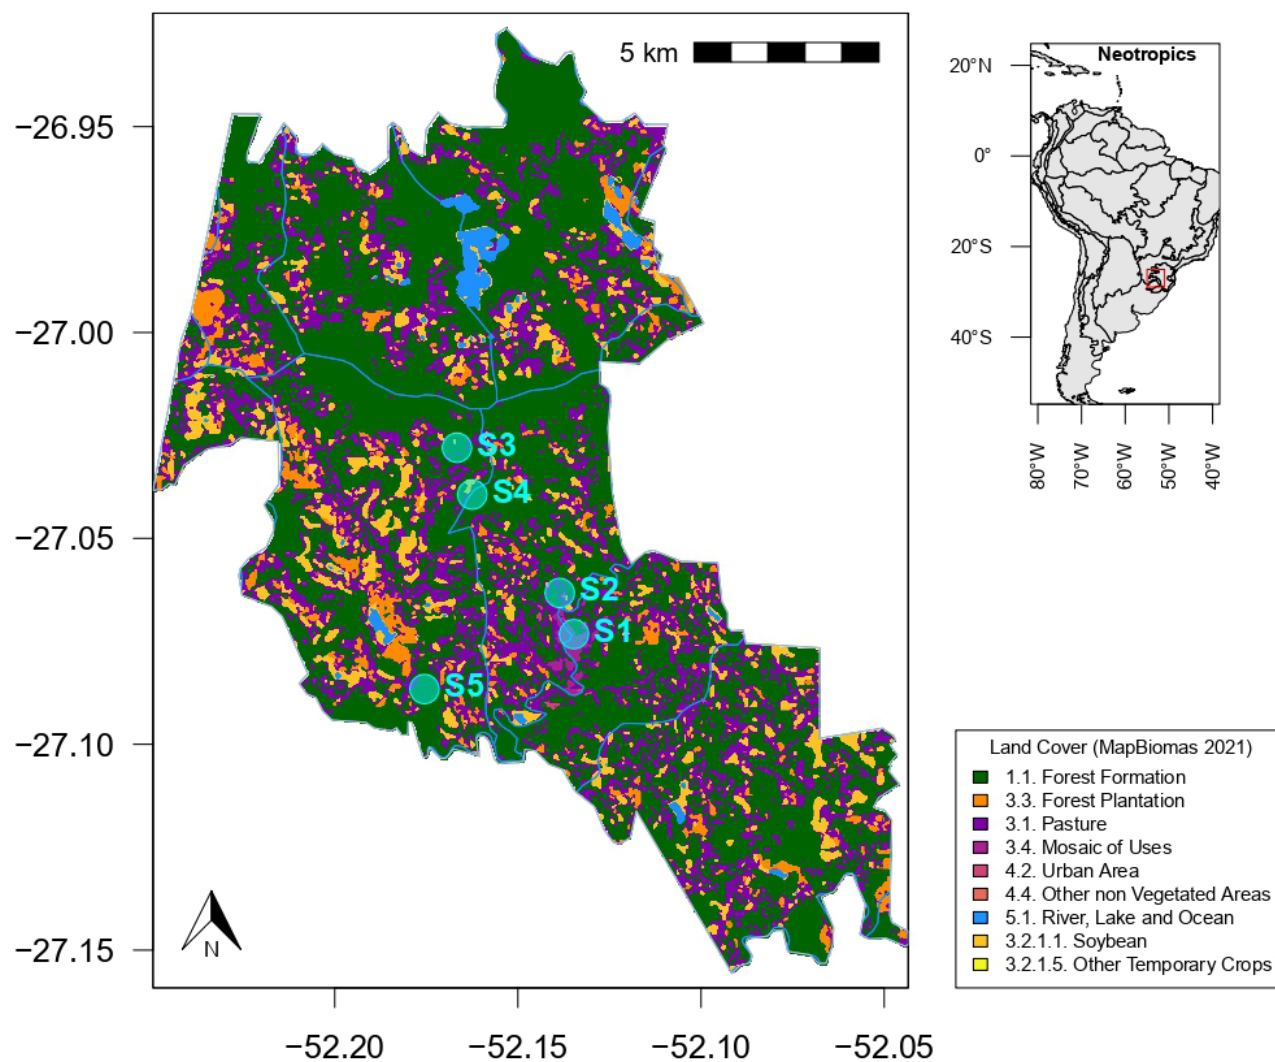 5 km
−26.95
−27.00
−27.05
−27.10
−27.15
−52.20
−52.15
−52.10
−52.05
S3
S4
S2
S1
S5
N
Neotropics
20°N
0°
20°S
40°S
80°W
70°W
60°W
50°W
40°W
Land Cover (MapBiomas 2021)
1.1. Forest Formation
3.3. Forest Plantation
3.1. Pasture
3.4. Mosaic of Uses
4.2. Urban Area
4.4. Other non Vegetated Areas
5.1. River, Lake and Ocean
3.2.1.1. Soybean
3.2.1.5. Other Temporary Crops